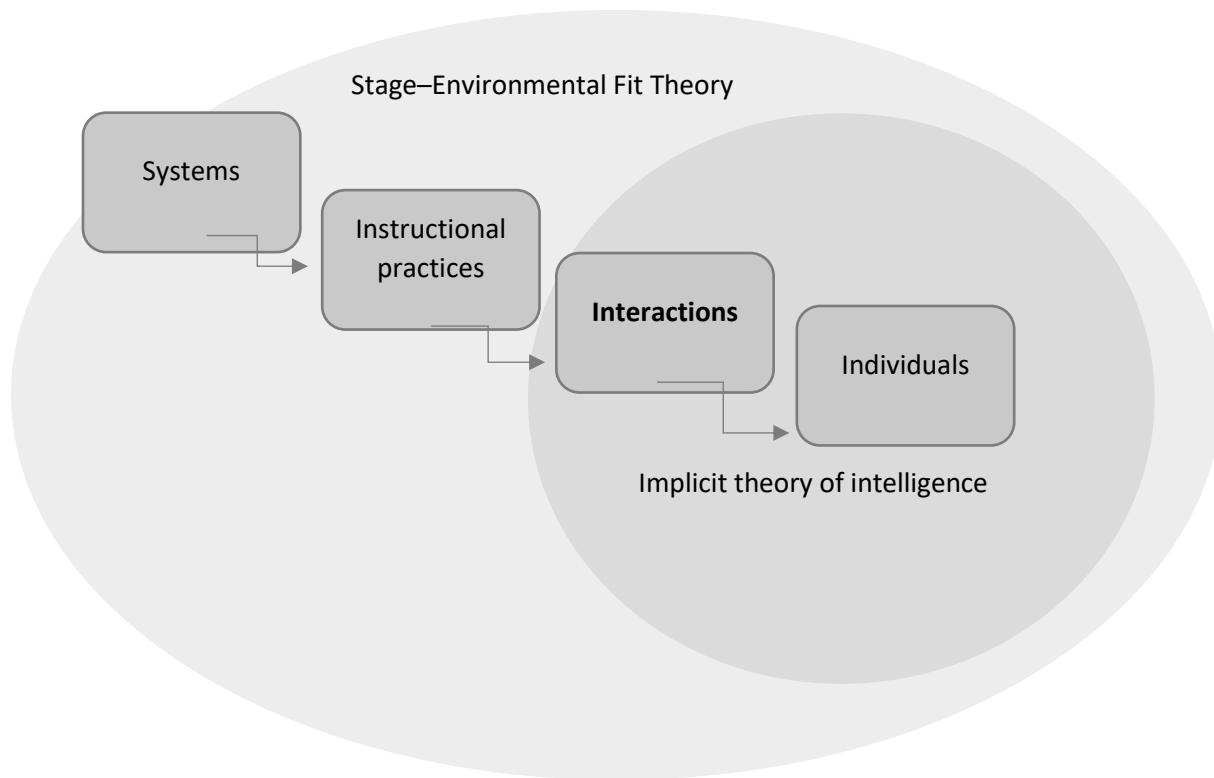 Stage–Environmental Fit Theory
Systems
Instructional
practices
Interactions
Individuals
Implicit theory of intelligence